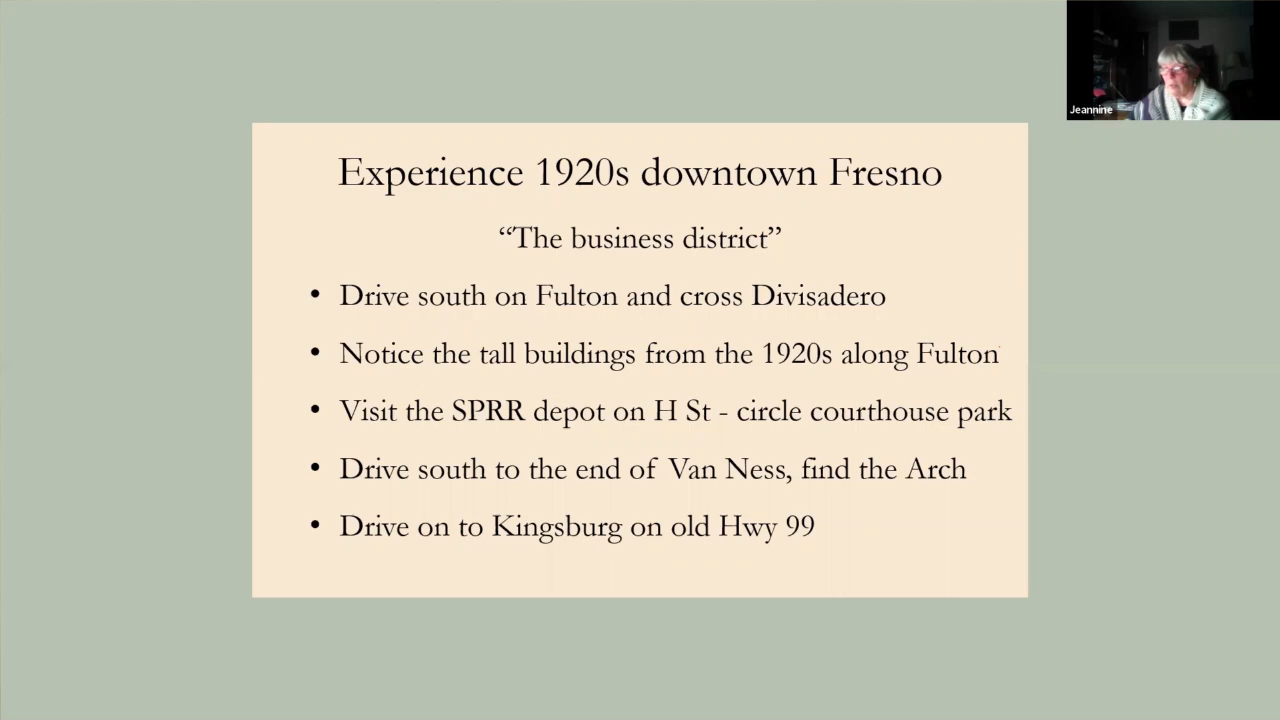 Jeannine
Experience 1920s downtown Fresno
“The business district”
• Drive south on Fulton and cross Divisadero
• Notice the tall buildings from the 1920s along Fulton
• Visit the SPRR depot on H St - circle courthouse park
• Drive south to the end of Van Ness, find the Arch
• Drive on to Kingsburg on old Hwy 99